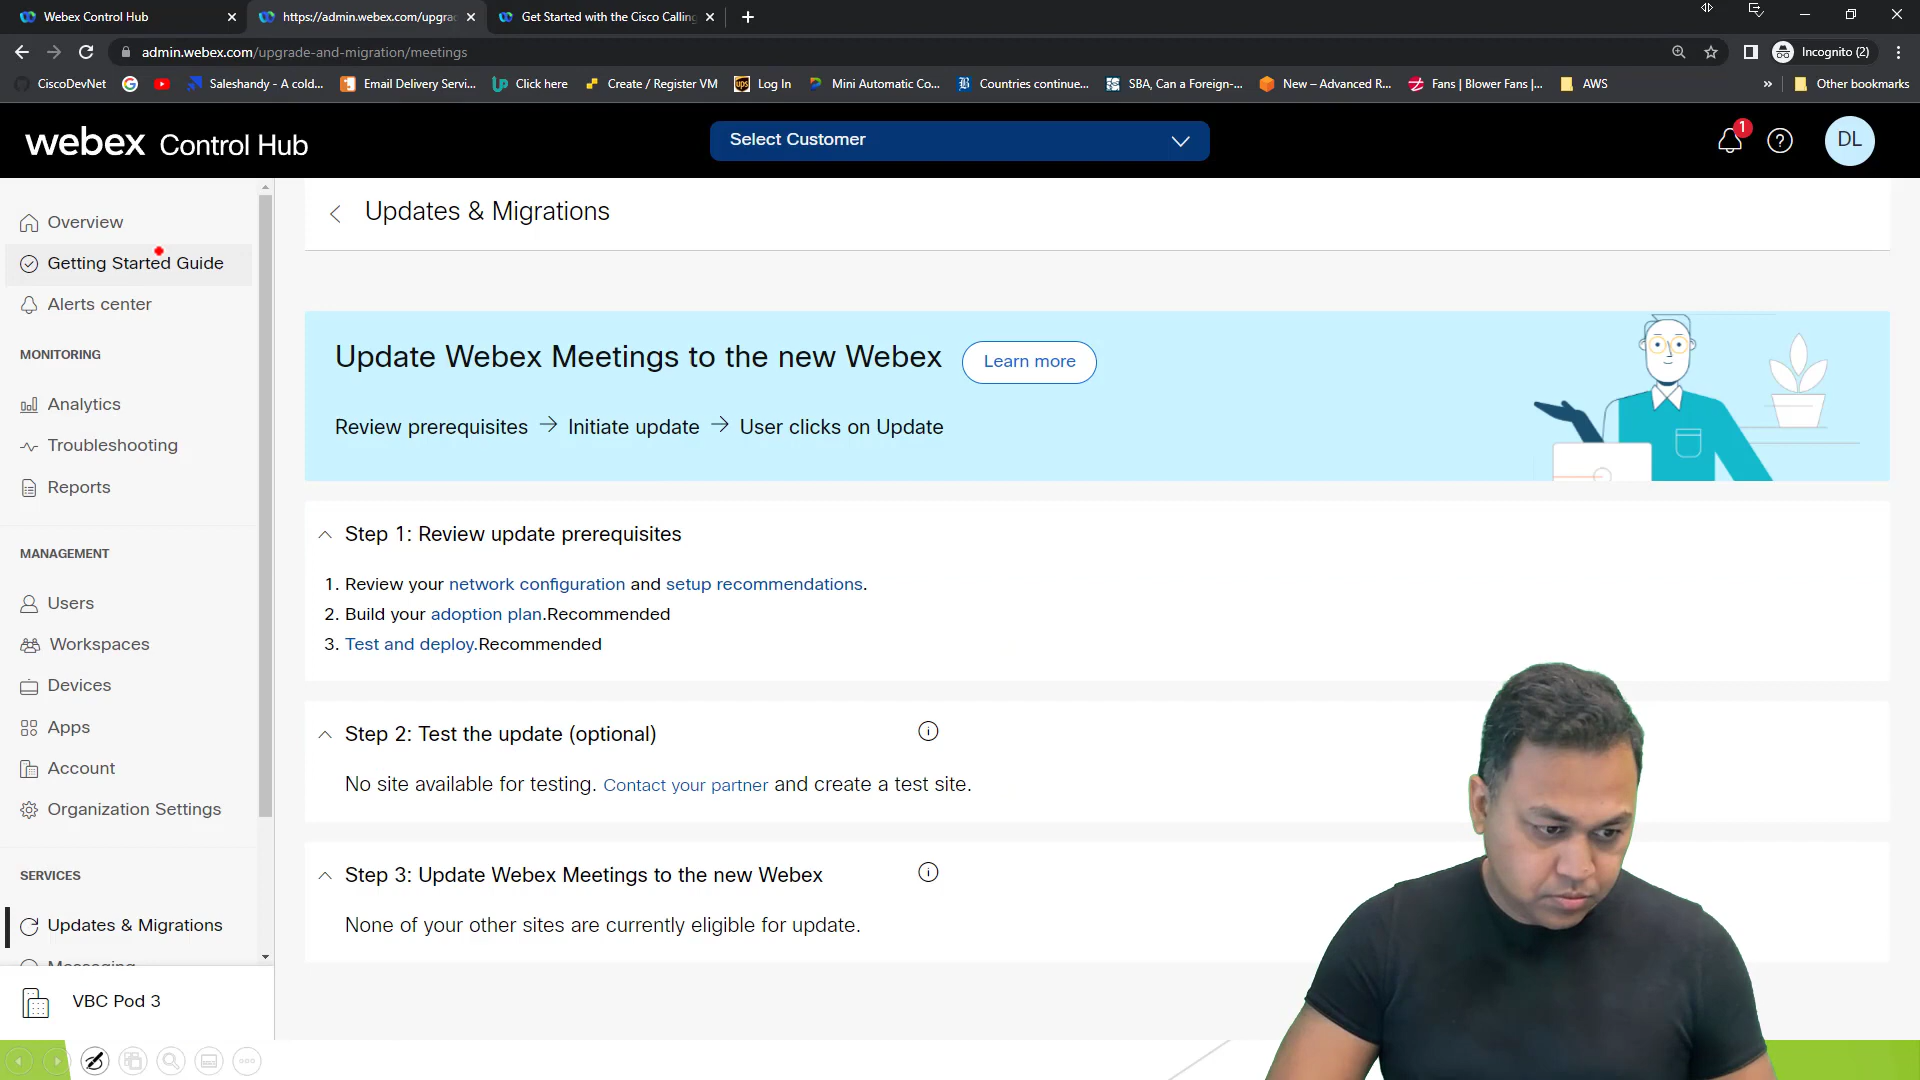 Webex Control Hub
https://admin.webex.com/upgra
Get Started with the Cisco Calling
admin.webex.com/upgrade-and-migration/meetings
Incognito (2)
CiscoDevNet
Saleshandy - A cold...
Email Delivery Servi...
Click here
Create / Register VM
Log In
Mini Automatic Co...
Countries continue...
SBA, Can a Foreign-...
New – Advanced R...
Fans | Blower Fans |...
AWS
»
Other bookmarks
webex Control Hub
Select Customer
1
DL
Overview
Getting Started Guide
Alerts center
MONITORING
Analytics
Troubleshooting
Reports
MANAGEMENT
Users
Workspaces
Devices
Apps
Account
Organization Settings
SERVICES
Updates & Migrations
Messaging
VBC Pod 3
Updates & Migrations
Update Webex Meetings to the new Webex
Learn more
Review prerequisites → Initiate update → User clicks on Update
Step 1: Review update prerequisites
1. Review your network configuration and setup recommendations.
2. Build your adoption plan.Recommended
3. Test and deploy.Recommended
Step 2: Test the update (optional)
No site available for testing. Contact your partner and create a test site.
Step 3: Update Webex Meetings to the new Webex
None of your other sites are currently eligible for update.